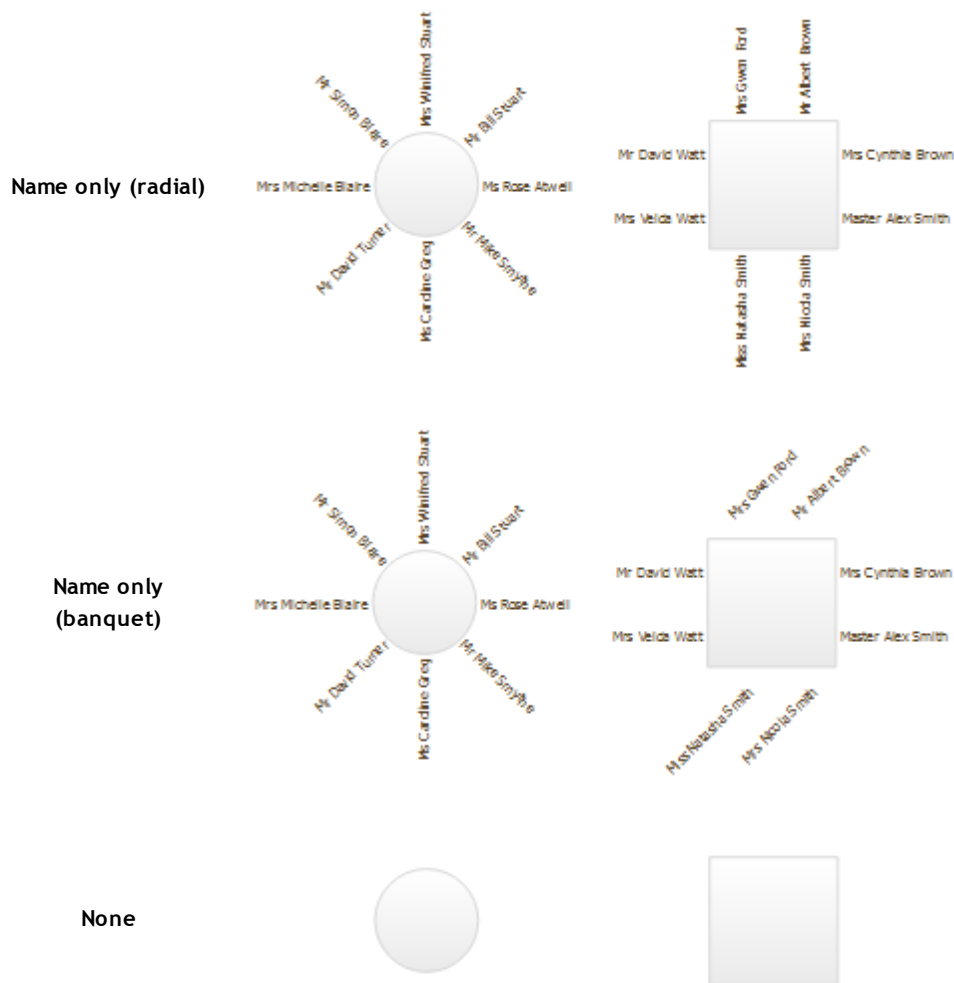 Name only (radial)
Mrs Winifred Stuart
Mr Simon Blaire
Mr Bill Stuart
Mrs Michelle Blaire
Ms Rose Atwell
Mr David Turner
Mr Mike Smythe
Ms Caroline Greg
Mrs Gwen Ford
Mr Albert Brown
Mr David Watt
Mrs Cynthia Brown
Mrs Velda Watt
Master Alex Smith
Miss Natasha Smith
Mrs Nicola Smith
Name only
(banquet)
Mrs Winifred Stuart
Mr Simon Blaire
Mr Bill Stuart
Mrs Michelle Blaire
Ms Rose Atwell
Mr David Turner
Mr Mike Smythe
Ms Caroline Greg
Mrs Gwen Ford
Mr Albert Brown
Mr David Watt
Mrs Cynthia Brown
Mrs Velda Watt
Master Alex Smith
Miss Natasha Smith
Mrs Nicola Smith
None